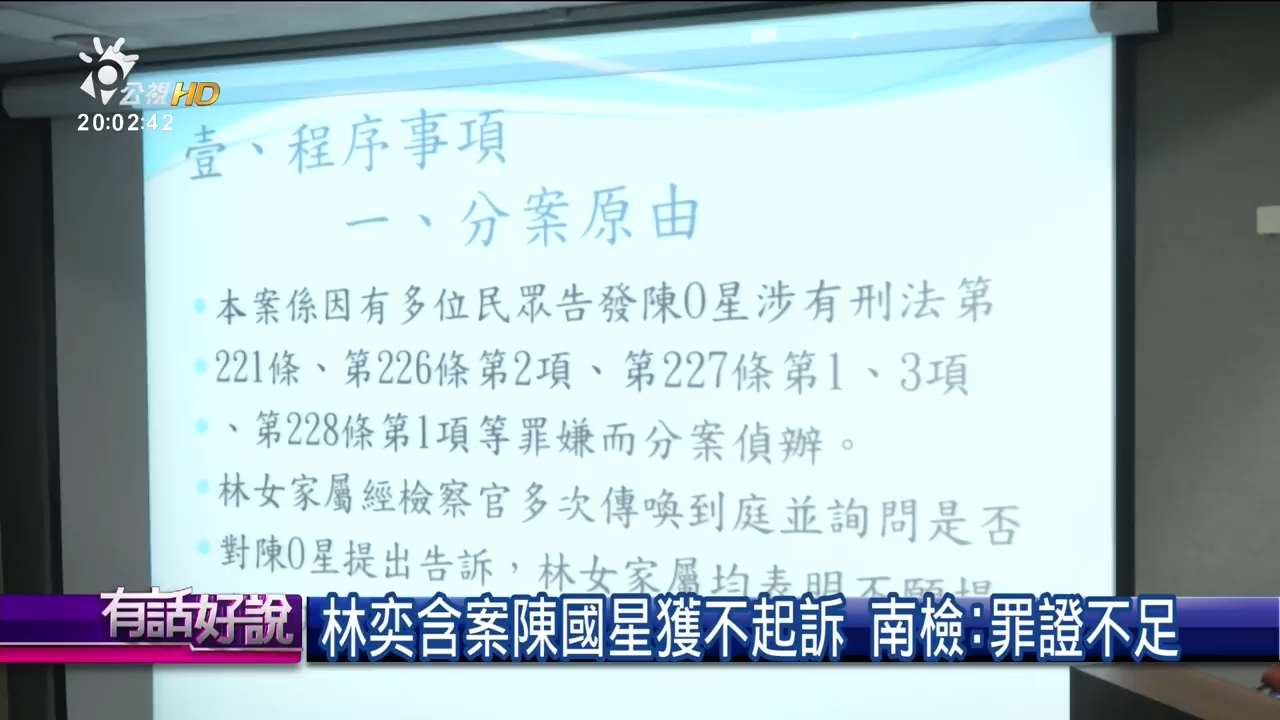 公視HD
20:02:42
壹、程序事項
一、分案原由
本案係因有多位民眾告發陳O星涉有刑法第
221條、第226條第2項、第227條第1、3項
、第228條第1項等罪嫌而分案偵辦。
林女家屬經檢察官多次傳喚到庭並詢問是否
對陳O星提出告訴，林女家屬均表明不願提
有話好說
林奕含案陳國星獲不起訴 南檢:罪證不足